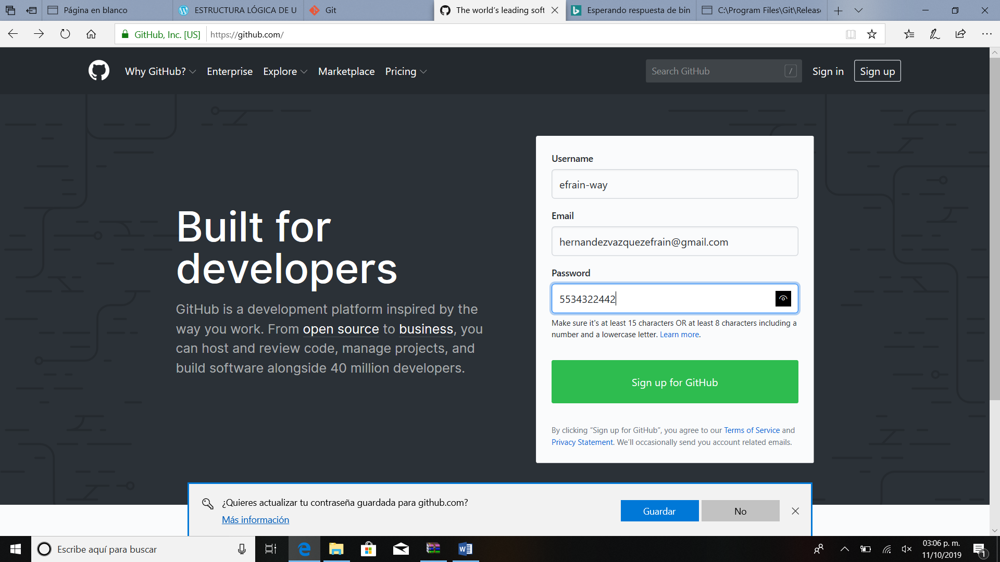 Página en blanco
ESTRUCTURA LÓGICA DE U
Git
The world's leading soft
Esperando respuesta de bin
C:\Program Files\Git\Release
GitHub, Inc. [US]
https://github.com/
Why GitHub?
Enterprise
Explore
Marketplace
Pricing
Search GitHub
/
Sign in
Sign up
Built for
developers
GitHub is a development platform inspired by the
way you work. From open source to business, you
can host and review code, manage projects, and
build software alongside 40 million developers.
Username
efrain-way
Email
hernandezvazquezefrain@gmail.com
Password
5534322442
Make sure it's at least 15 characters OR at least 8 characters including a
number and a lowercase letter. Learn more.
Sign up for GitHub
By clicking “Sign up for GitHub”, you agree to our Terms of Service and
Privacy Statement. We'll occasionally send you account related emails.
¿Quieres actualizar tu contraseña guardada para github.com?
Más información
Guardar
No
Escribe aquí para buscar
03:06 p. m.
11/10/2019
1